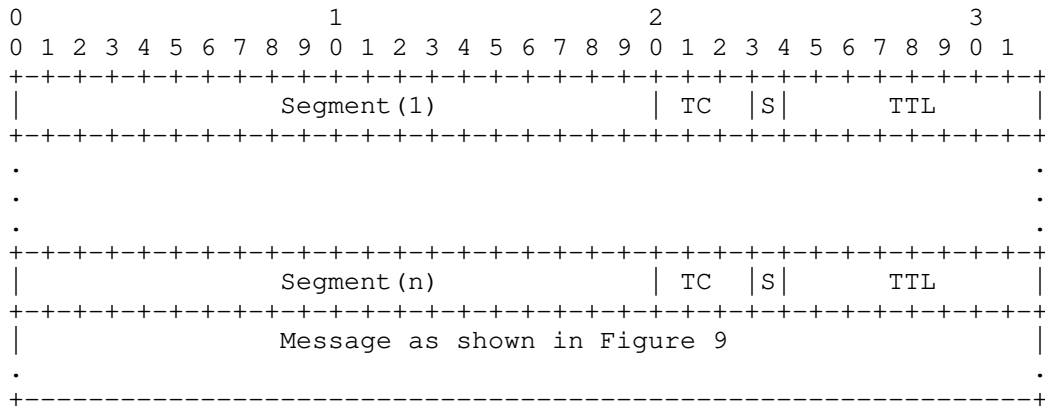 0                   1                   2                   3
0 1 2 3 4 5 6 7 8 9 0 1 2 3 4 5 6 7 8 9 0 1 2 3 4 5 6 7 8 9 0 1
+-+-+-+-+-+-+-+-+-+-+-+-+-+-+-+-+-+-+-+-+-+-+-+-+-+-+-+-+-+-+-+-+
|                Segment(1)             | TC  |S|      TTL      |
+-+-+-+-+-+-+-+-+-+-+-+-+-+-+-+-+-+-+-+-+-+-+-+-+-+-+-+-+-+-+-+-+
.                                                               .
.                                                               .
.                                                               .
+-+-+-+-+-+-+-+-+-+-+-+-+-+-+-+-+-+-+-+-+-+-+-+-+-+-+-+-+-+-+-+-+
|                Segment(n)             | TC  |S|      TTL      |
+-+-+-+-+-+-+-+-+-+-+-+-+-+-+-+-+-+-+-+-+-+-+-+-+-+-+-+-+-+-+-+-+
|                Message as shown in Figure 9                   |
.                                                               .
+---------------------------------------------------------------+